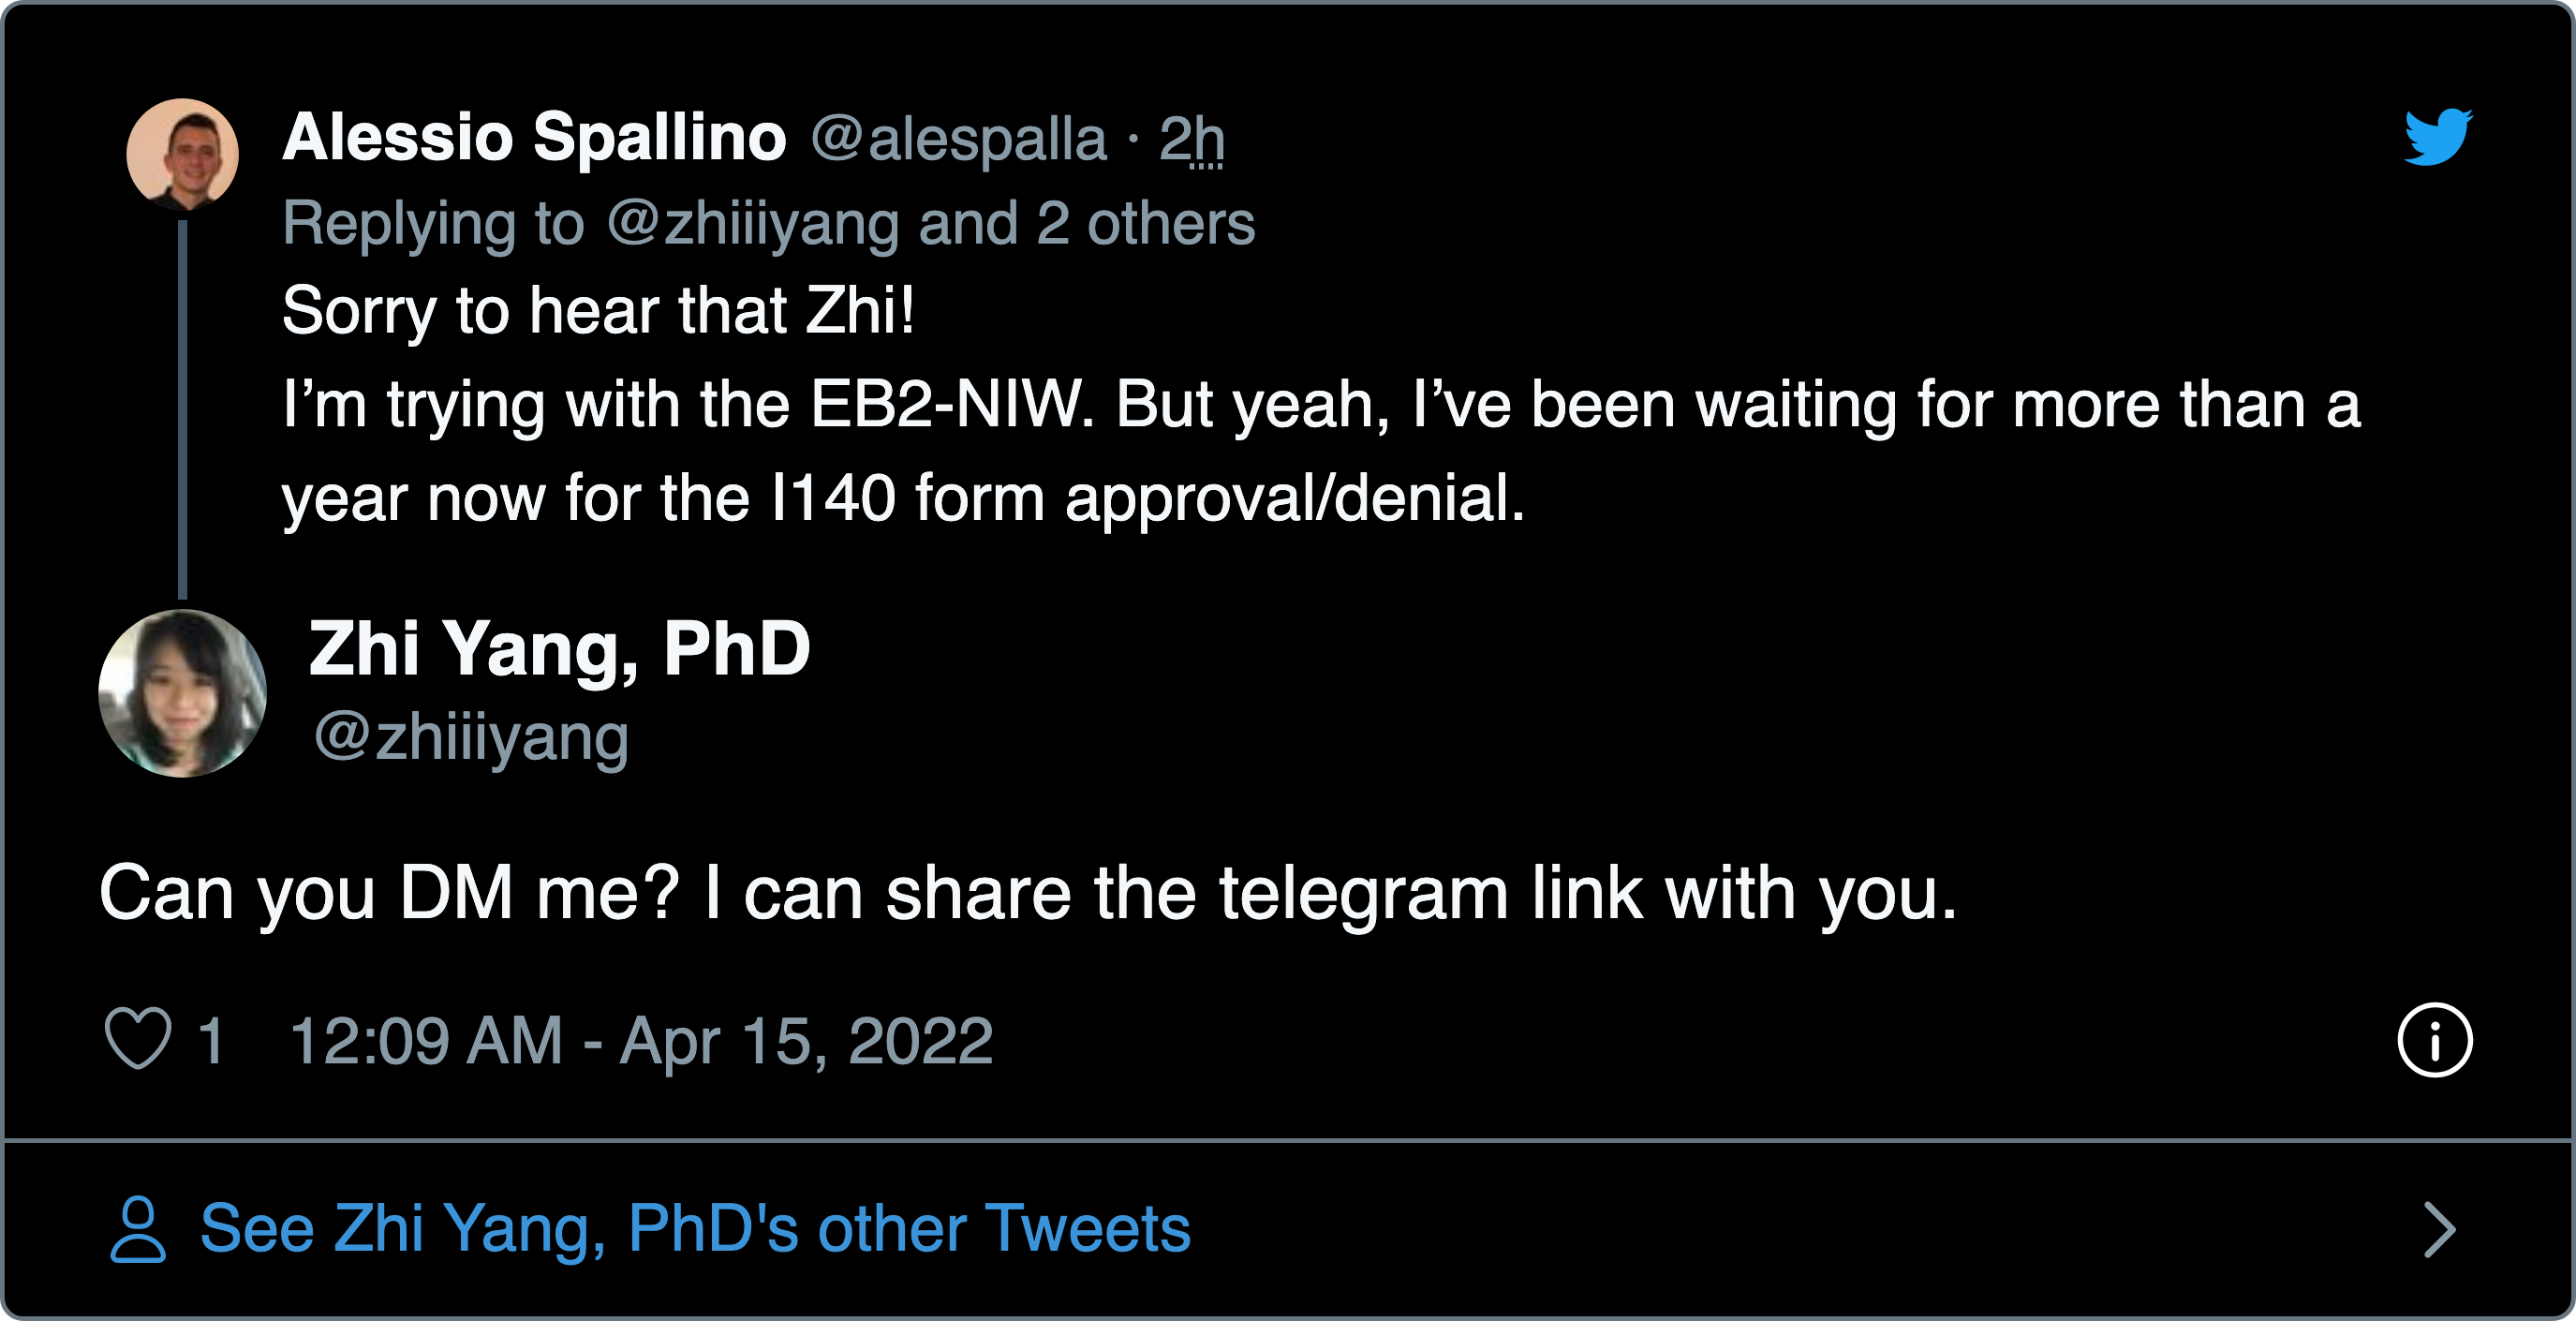 Alessio Spallino @alespalla · 2h
Replying to @zhiiiyang and 2 others
Sorry to hear that Zhi!
I’m trying with the EB2-NIW. But yeah, I’ve been waiting for more than a
year now for the I140 form approval/denial.
Zhi Yang, PhD
@zhiiiyang
Can you DM me? I can share the telegram link with you.
1 12:09 AM - Apr 15, 2022
See Zhi Yang, PhD's other Tweets